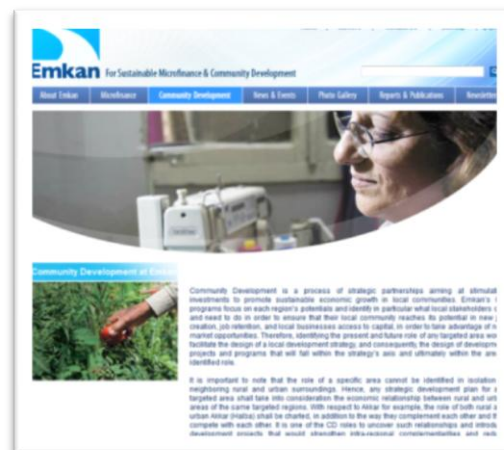 Emkan For Sustainable Microfinance & Community Development
About Emkan Microfinance Community Development News & Events Photo Gallery Reports & Publications Newsletter
Community Development at Emkan
Community Development is a process of strategic partnerships aiming at stimulati
investments to promote sustainable economic growth in local communities. Emkan's
programs focus on each region's potentials and identify in particular what local stakeholders
and need to do in order to ensure that their local community reaches its potential in new
creation, job retention, and local businesses access to capital, in order to take advantage of
market opportunities. Therefore, identifying the present and future role of any targeted area
facilitate the design of a local development strategy, and consequently, the design of
projects and programs that will fall within the strategy's axis and ultimately within the
identified role.
It is important to note that the role of a specific area cannot be identified in isolation
neighboring rural and urban surroundings. Hence, any strategic development plan for
targeted area shall take into consideration the economic relationship between rural and
areas of the same targeted regions. With respect to Akkar for example, the role of both rural
urban Akkar (Halba) shall be charted, in addition to the way they complement each other and
compete with each other. It is one of the CD roles to uncover such relationships and
development projects that would strengthen intra-regional complementarities and